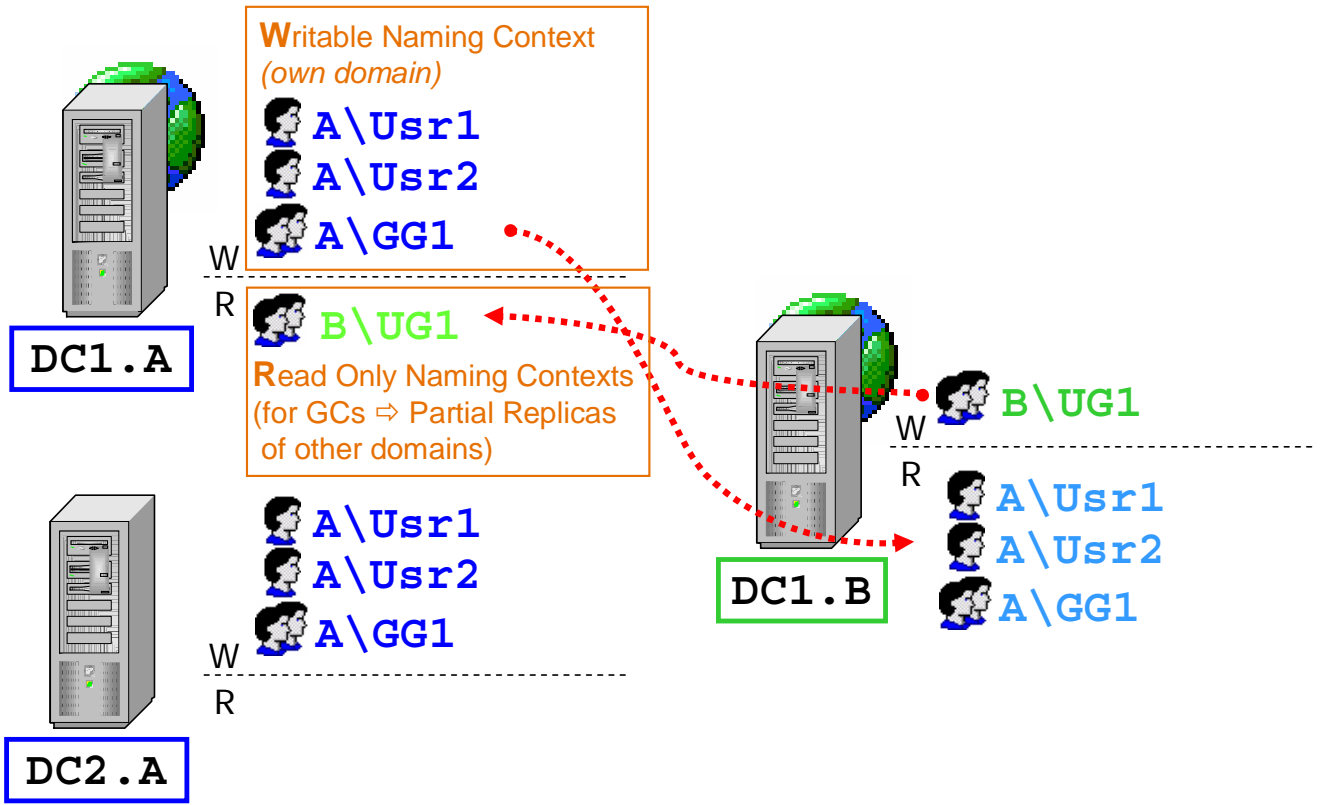 Writable Naming Context
(own domain)
A\Usr1
A\Usr2
A\GG1
W
R
DC1.A
B\UG1
Read Only Naming Contexts
(for GCs ⇨ Partial Replicas
of other domains)
A\Usr1
A\Usr2
A\GG1
W
R
DC2.A
B\UG1
W
R
A\Usr1
A\Usr2
A\GG1
DC1.B